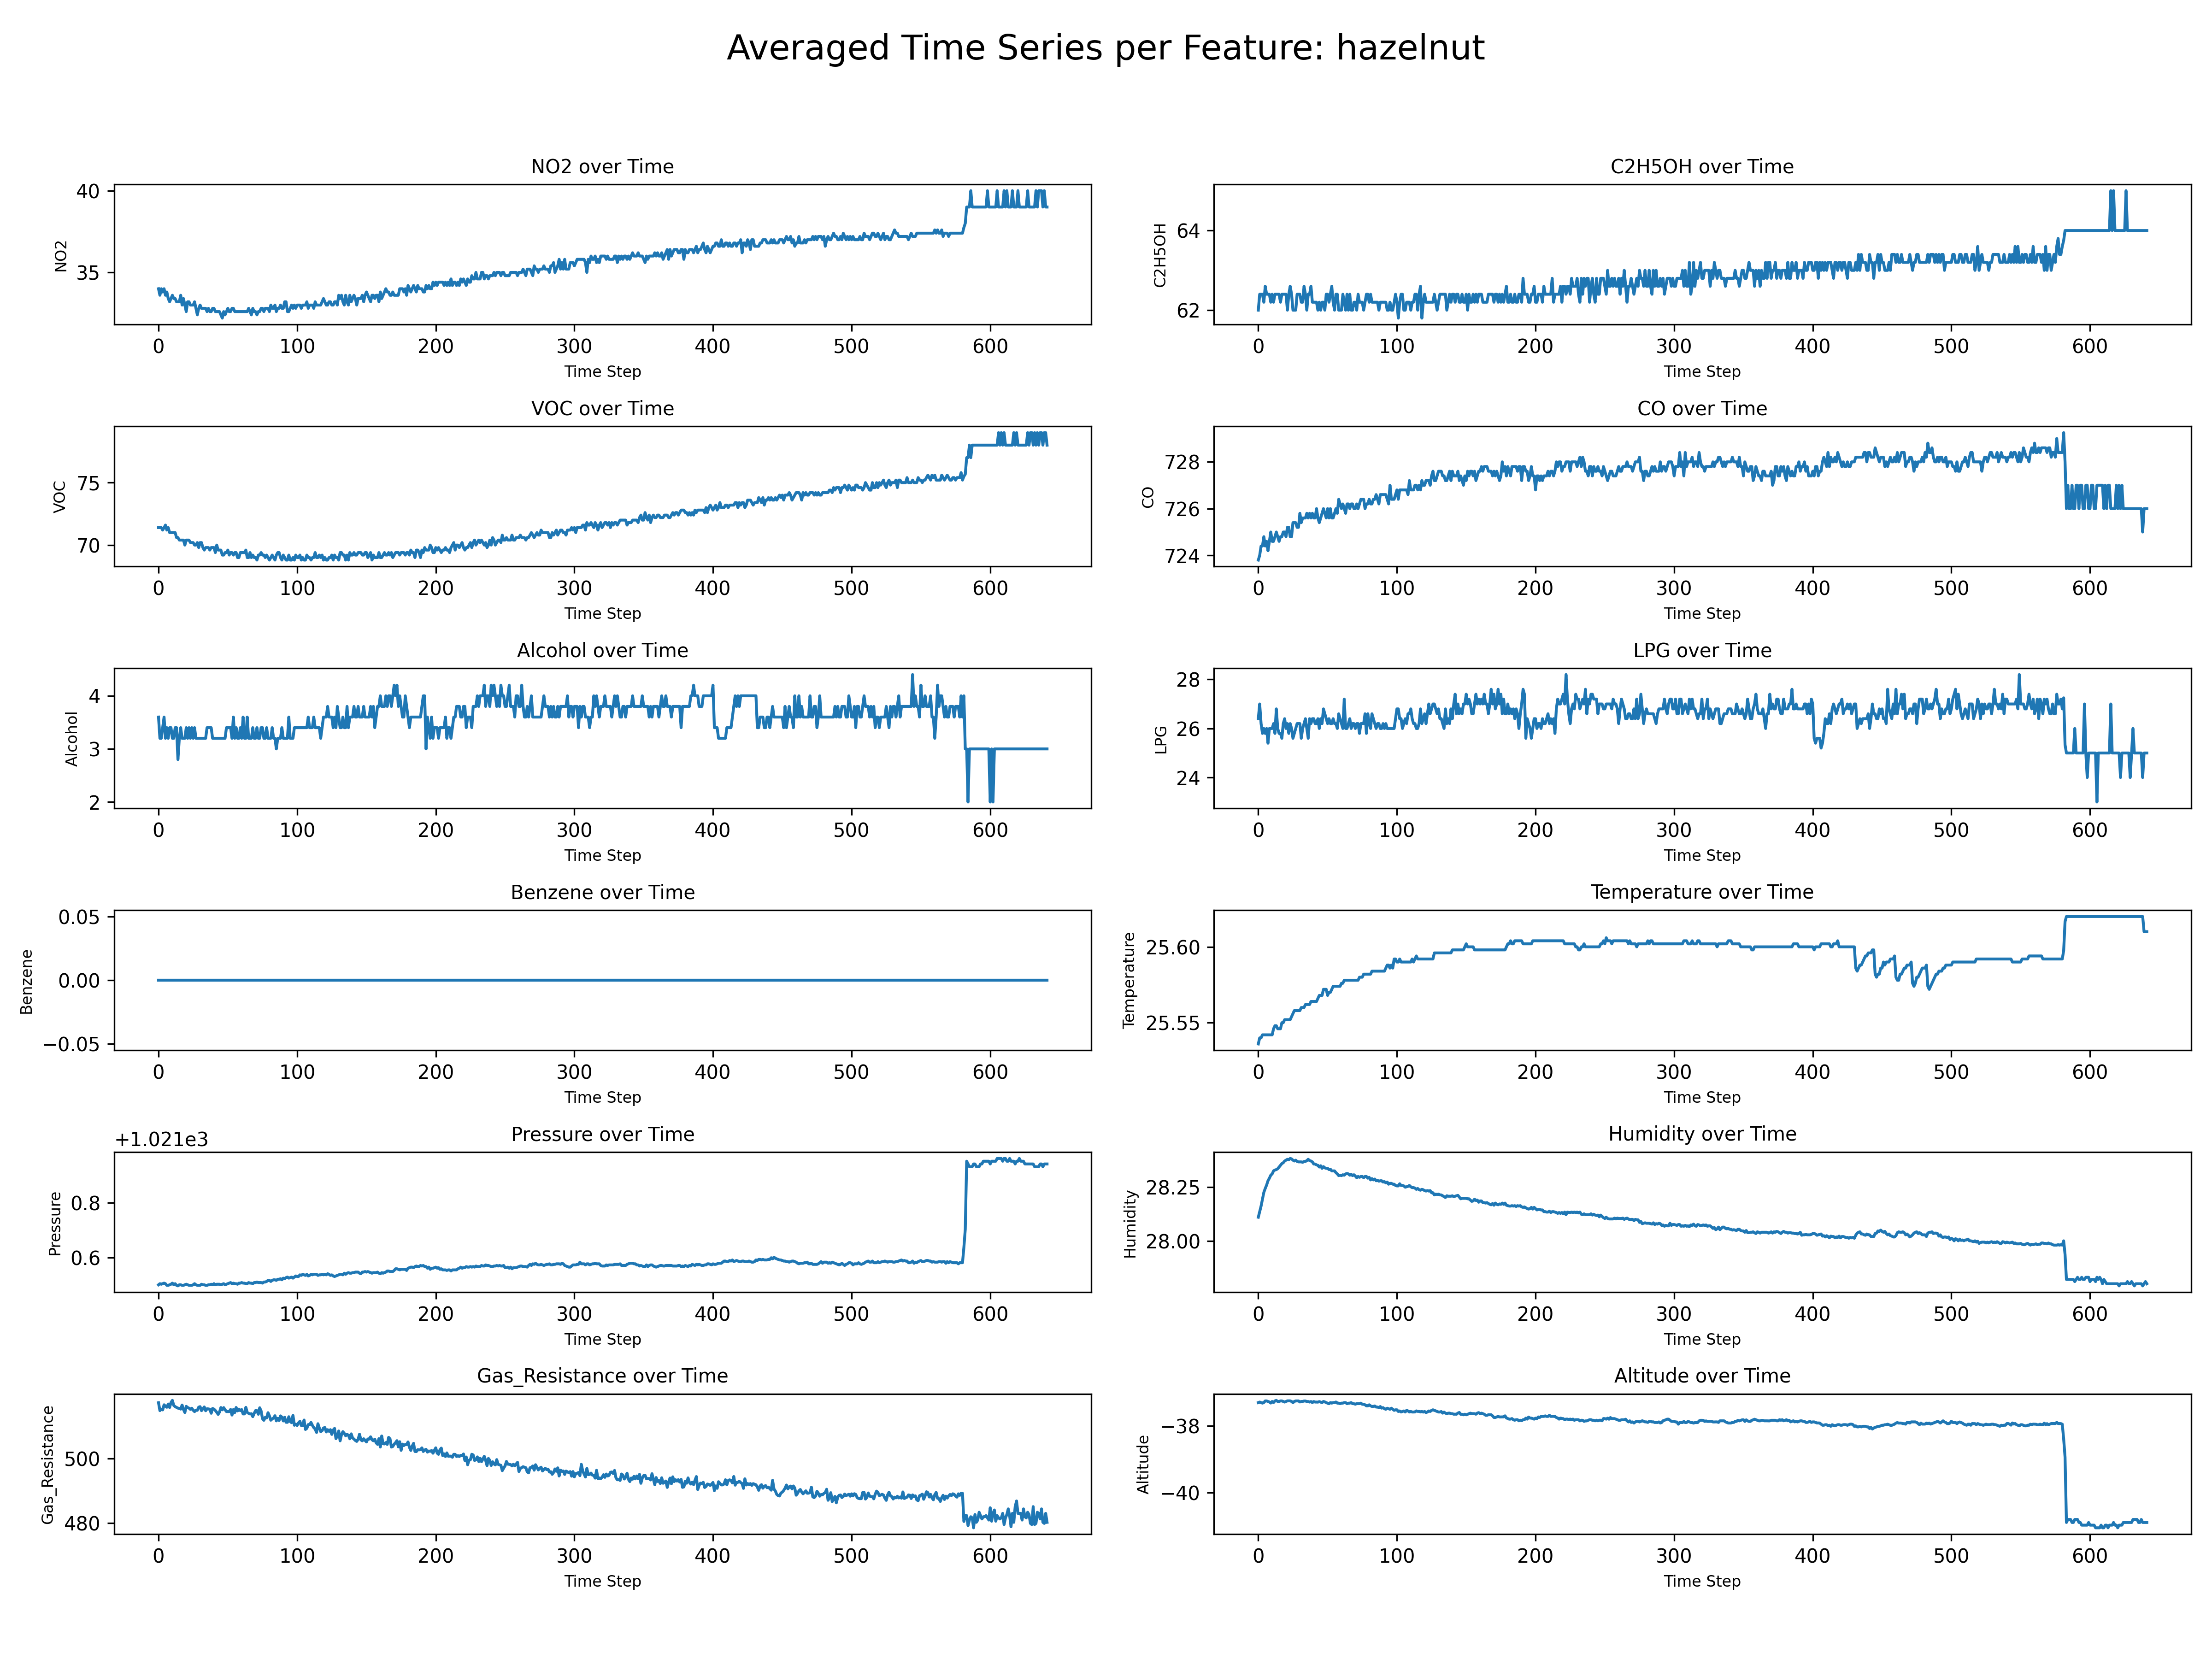 Averaged Time Series per Feature: hazelnut
NO2 over Time
NO2
40
35
0 100 200 300 400 500 600
Time Step
C2H5OH over Time
C2H5OH
64
62
0 100 200 300 400 500 600
Time Step
VOC over Time
VOC
75
70
0 100 200 300 400 500 600
Time Step
CO over Time
CO
728
726
724
0 100 200 300 400 500 600
Time Step
Alcohol over Time
Alcohol
4
3
2
0 100 200 300 400 500 600
Time Step
LPG over Time
LPG
28
26
24
0 100 200 300 400 500 600
Time Step
Benzene over Time
Benzene
0.05
0.00
−0.05
0 100 200 300 400 500 600
Time Step
Temperature over Time
Temperature
25.60
25.55
0 100 200 300 400 500 600
Time Step
Pressure over Time
+1.021e3
Pressure
0.8
0.6
0 100 200 300 400 500 600
Time Step
Humidity over Time
Humidity
28.25
28.00
0 100 200 300 400 500 600
Time Step
Gas_Resistance over Time
Gas_Resistance
500
480
0 100 200 300 400 500 600
Time Step
Altitude over Time
Altitude
−38
−40
0 100 200 300 400 500 600
Time Step